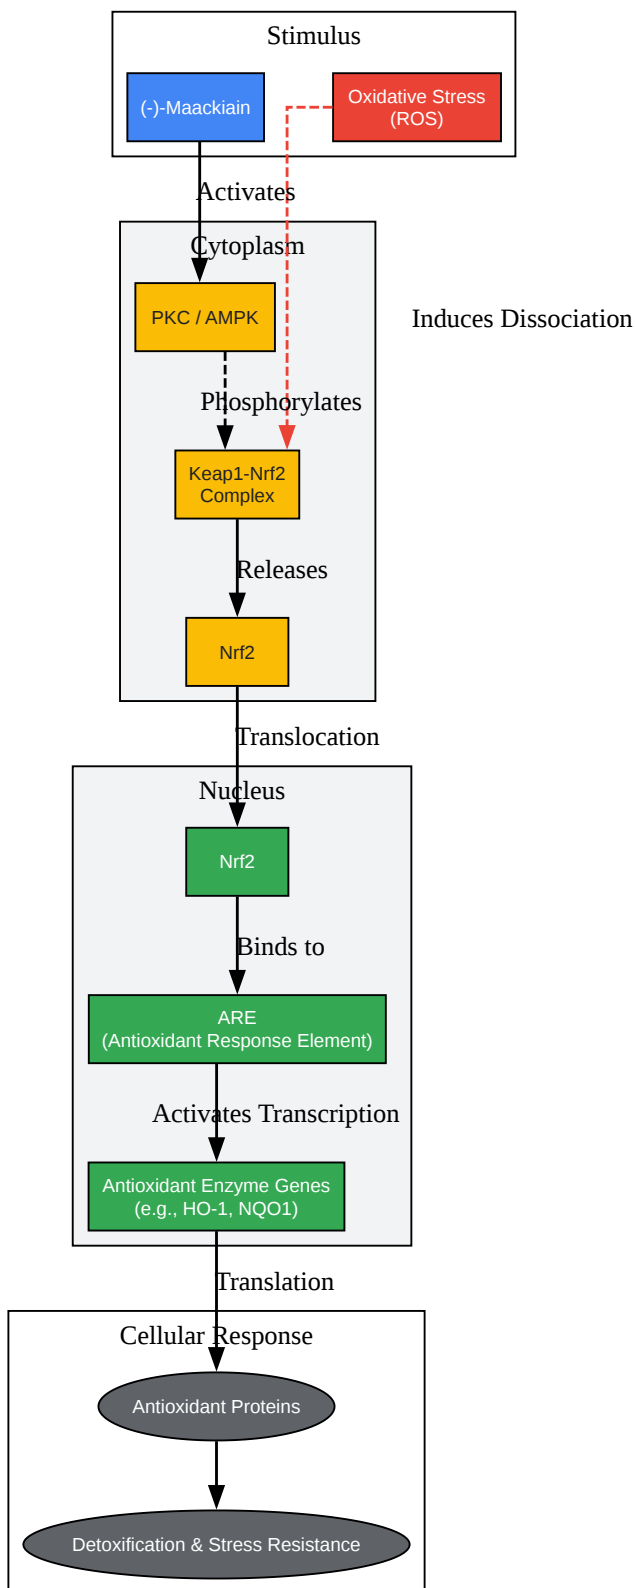 Stimulus
(-)-Maackiain
Oxidative Stress
(ROS)
Activates
Cytoplasm
PKC / AMPK
Induces Dissociation
Phosphorylates
Keap1-Nrf2
Complex
Releases
Nrf2
Translocation
Nucleus
Nrf2
Binds to
ARE
(Antioxidant Response Element)
Activates Transcription
Antioxidant Enzyme Genes
(e.g., HO-1, NQO1)
Translation
Cellular Response
Antioxidant Proteins
Detoxification & Stress Resistance